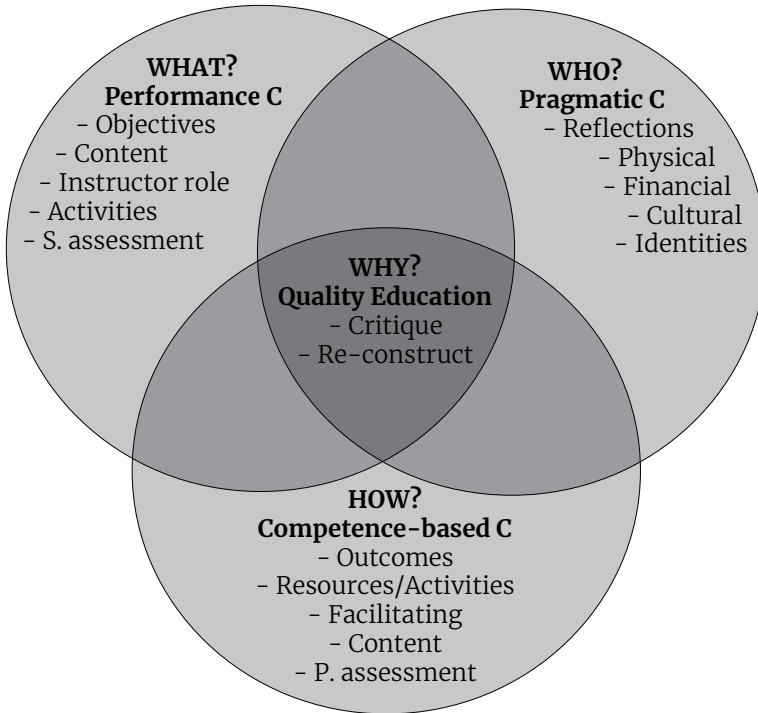 WHAT?
Performance C
- Objectives
- Content
- Instructor role
- Activities
- S. assessment
WHO?
Pragmatic C
- Reflections
- Physical
- Financial
- Cultural
- Identities
WHY?
Quality Education
- Critique
- Re-construct
HOW?
Competence-based C
- Outcomes
- Resources/Activities
- Facilitating
- Content
- P. assessment